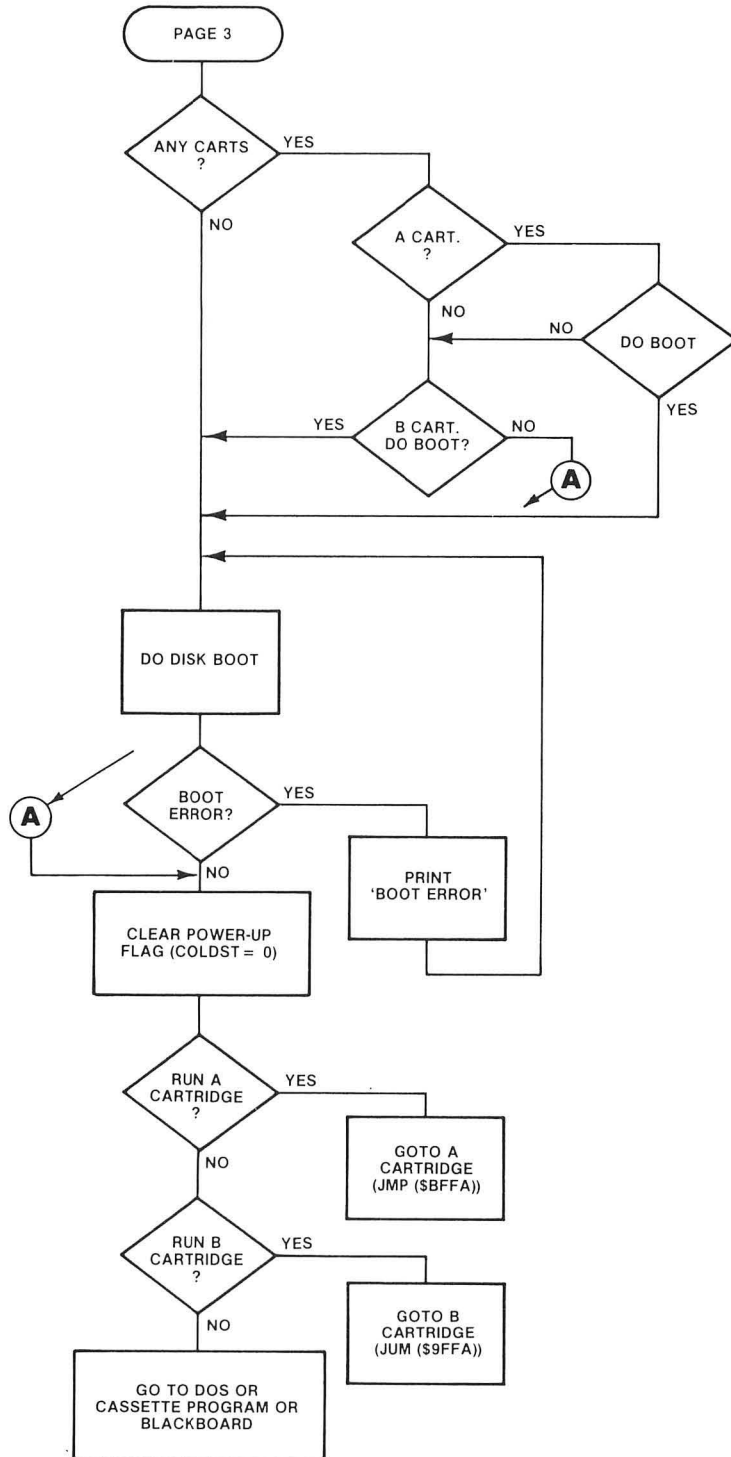 PAGE 3
ANY CARTS
?
YES
NO
A CART.
?
YES
NO
DO BOOT
NO
YES
B CART.
DO BOOT?
YES
NO
A
DO DISK BOOT
BOOT
ERROR?
YES
NO
A
PRINT
'BOOT ERROR'
CLEAR POWER-UP
FLAG (COLDST = 0)
RUN A
CARTRIDGE
?
YES
NO
GOTO A
CARTRIDGE
(JMP ($BFFA))
RUN B
CARTRIDGE
?
YES
NO
GOTO B
CARTRIDGE
(JUM ($9FFA))
GO TO DOS OR
CASSETTE PROGRAM OR
BLACKBOARD